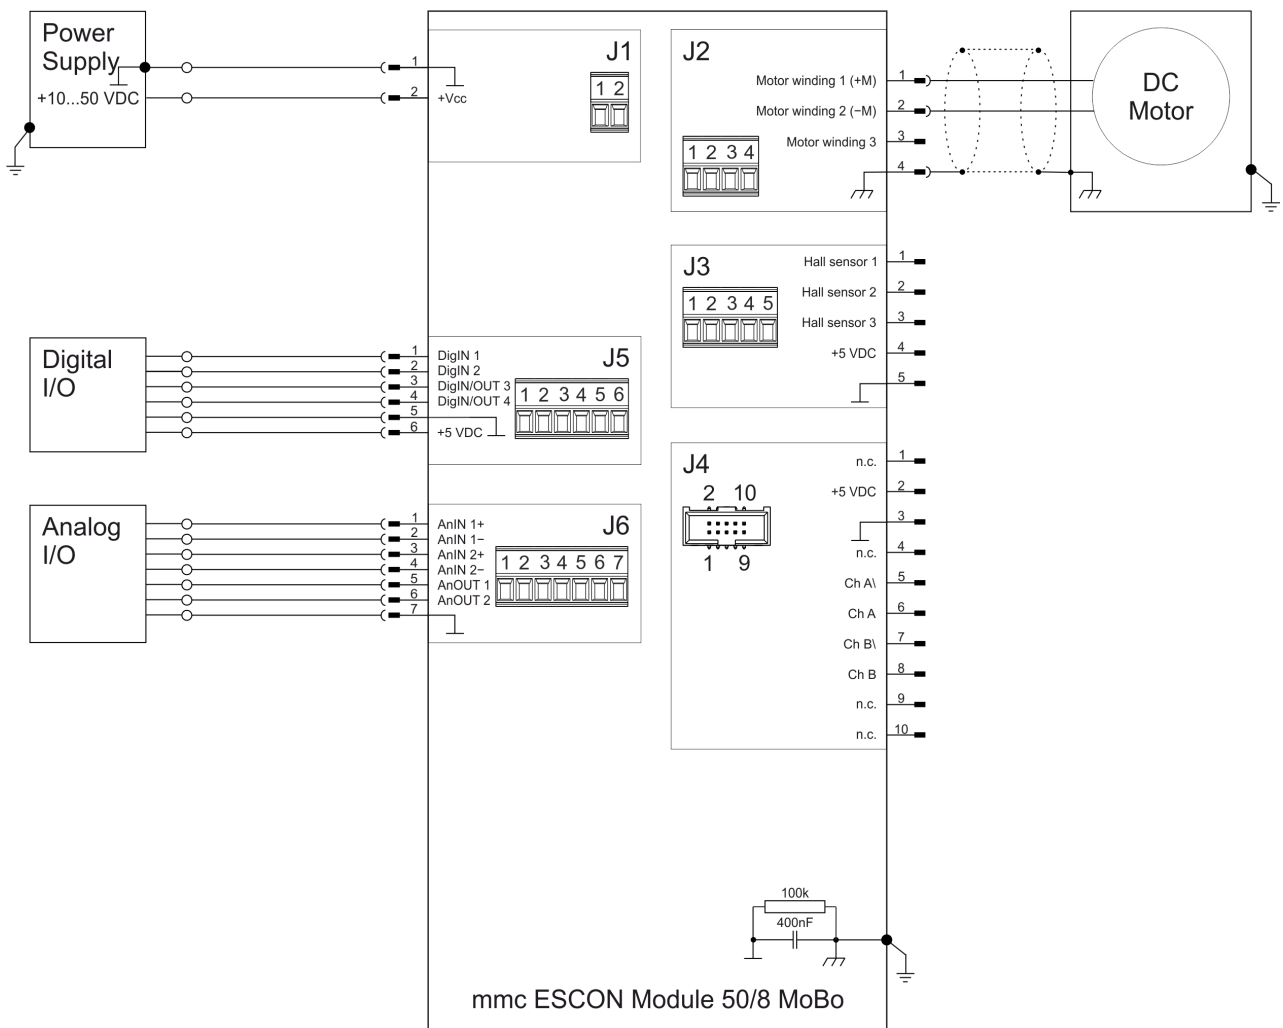 Power
Supply
+10...50 VDC
1
2
+Vcc
J1
1 2
J2
1 2 3 4
Motor winding 1 (+M)
1
Motor winding 2 (−M)
2
Motor winding 3
3
4
DC
Motor
J3
1 2 3 4 5
Hall sensor 1
1
Hall sensor 2
2
Hall sensor 3
3
+5 VDC
4
5
Digital
I/O
1
DigIN 1
2
DigIN 2
3
DigIN/OUT 3
4
DigIN/OUT 4
5
6
+5 VDC
J5
1 2 3 4 5 6
J4
2 10
1 9
n.c.
1
+5 VDC
2
3
n.c.
4
Ch A\
5
Ch A
6
Ch B\
7
Ch B
8
n.c.
9
n.c.
10
Analog
I/O
1
AnIN 1+
2
AnIN 1−
3
AnIN 2+
4
AnIN 2−
5
AnOUT 1
6
AnOUT 2
7
J6
1 2 3 4 5 6 7
100k
400nF
mmc ESCON Module 50/8 MoBo